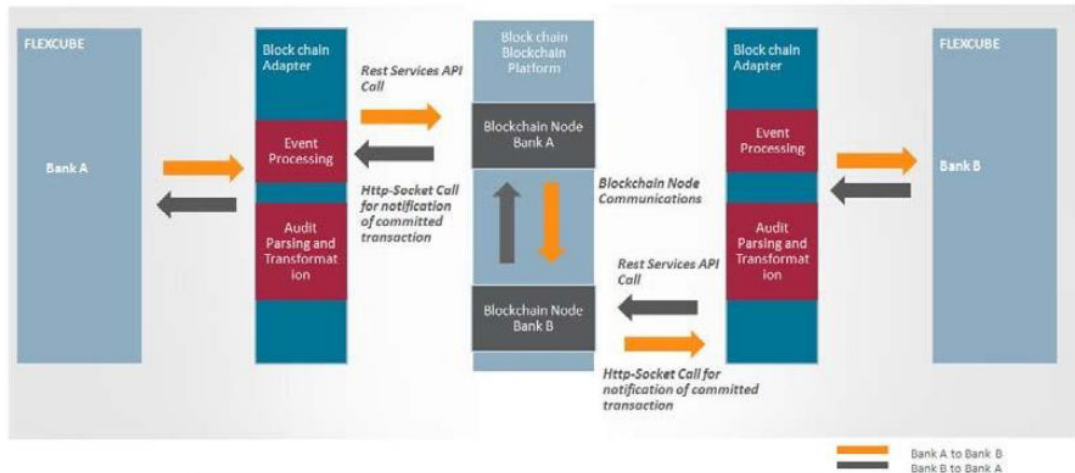 FLEXCUBE
Bank A
Block chain
Adapter
Event
Processing
Audit
Parsing and
Transformat
ion
Rest Services API
Call
Http-Socket Call
for notification
of committed
transaction
Block chain
Blockchain
Platform
Blockchain Node
Bank A
Blockchain Node
Communications
Blockchain Node
Bank B
Rest Services API
Call
Http-Socket Call for
notification of committed
transaction
Block chain
Adapter
Event
Processing
Audit
Parsing and
Transformat
ion
FLEXCUBE
Bank B
Bank A to Bank B
Bank B to Bank A